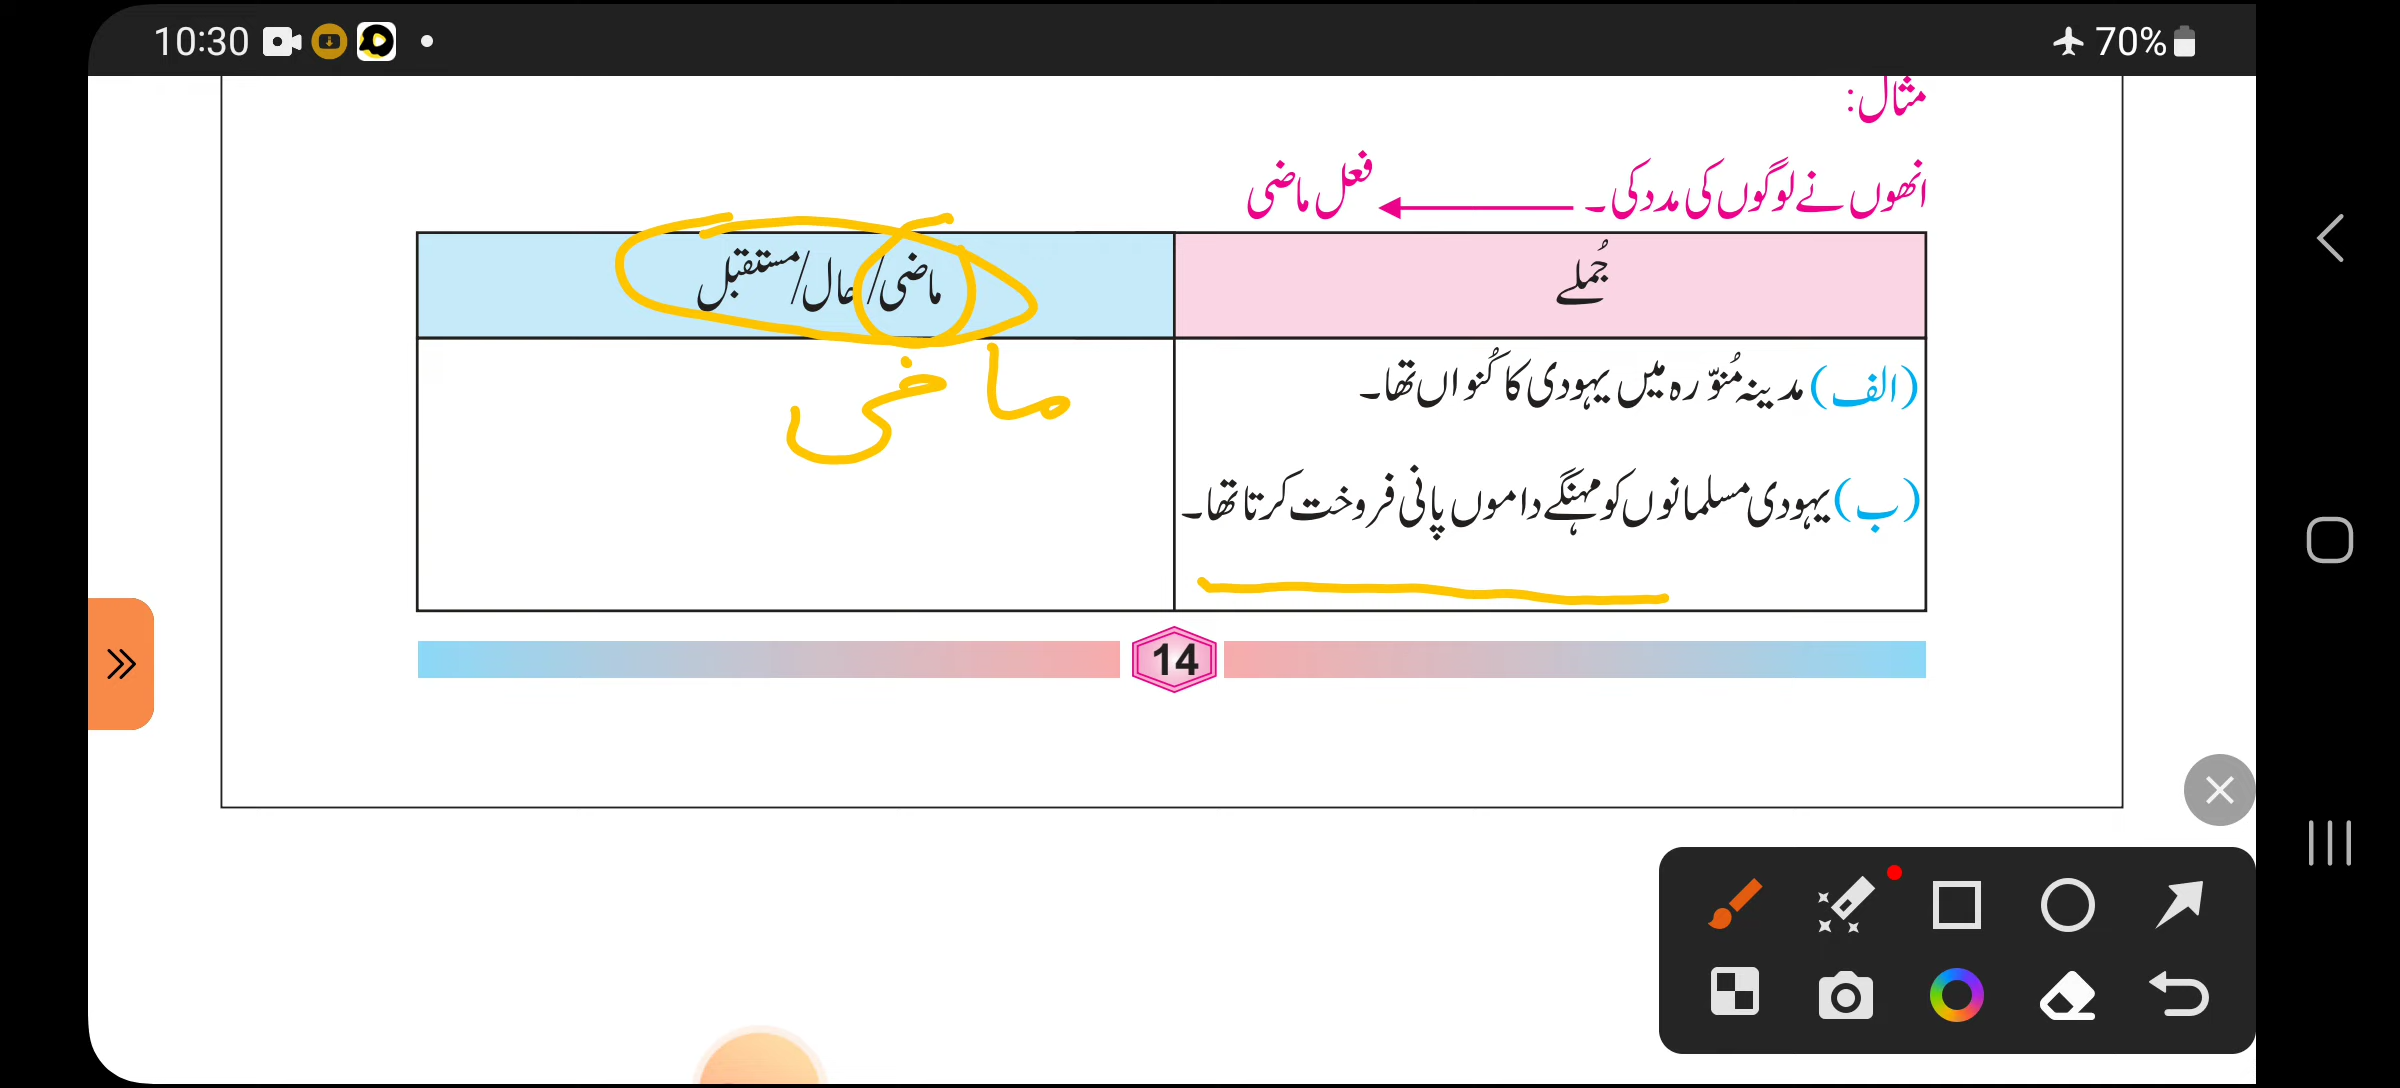 10:30 70%
مثال:
انھوں نے لوگوں کی مدد کی۔ فعل ماضی
جُملے ماضی/حال/مستقبل
(الف) مدینہ مُنوّرہ میں یہودی کا کُنواں تھا۔ ماضی
(ب) یہودی مسلمانوں کو مہنگے داموں پانی فروخت کرتا تھا۔
14